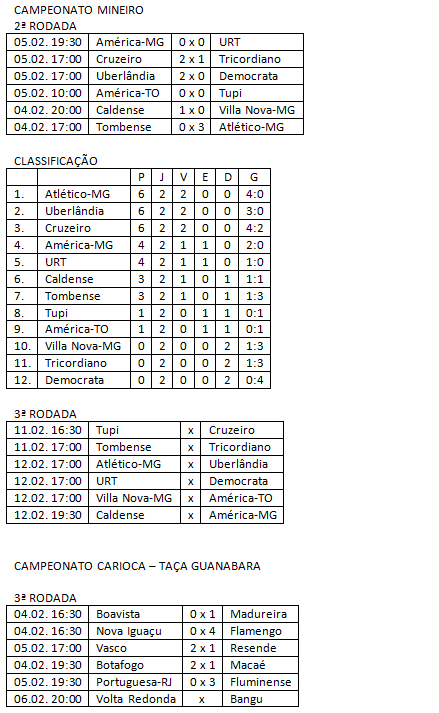 CAMPEONATO MINEIRO
2ª RODADA
05.02. 19:30 América-MG 0 x 0 URT
05.02. 17:00 Cruzeiro 2 x 1 Tricordiano
05.02. 17:00 Uberlândia 2 x 0 Democrata
05.02. 10:00 América-TO 0 x 0 Tupi
04.02. 20:00 Caldense 1 x 0 Villa Nova-MG
04.02. 17:00 Tombense 0 x 3 Atlético-MG
CLASSIFICAÇÃO
P J V E D G
1. Atlético-MG 6 2 2 0 0 4:0
2. Uberlândia 6 2 2 0 0 3:0
3. Cruzeiro 6 2 2 0 0 4:2
4. América-MG 4 2 1 1 0 2:0
5. URT 4 2 1 1 0 1:0
6. Caldense 3 2 1 0 1 1:1
7. Tombense 3 2 1 0 1 1:3
8. Tupi 1 2 0 1 1 0:1
9. América-TO 1 2 0 1 1 0:1
10. Villa Nova-MG 0 2 0 0 2 1:3
11. Tricordiano 0 2 0 0 2 1:3
12. Democrata 0 2 0 0 2 0:4
3ª RODADA
11.02. 16:30 Tupi x Cruzeiro
11.02. 17:00 Tombense x Tricordiano
12.02. 17:00 Atlético-MG x Uberlândia
12.02. 17:00 URT x Democrata
12.02. 17:00 Villa Nova-MG x América-TO
12.02. 19:30 Caldense x América-MG
CAMPEONATO CARIOCA – TAÇA GUANABARA
3ª RODADA
04.02. 16:30 Boavista 0 x 1 Madureira
04.02. 16:30 Nova Iguaçu 0 x 4 Flamengo
05.02. 17:00 Vasco 2 x 1 Resende
04.02. 19:30 Botafogo 2 x 1 Macaé
05.02. 19:30 Portuguesa-RJ 0 x 3 Fluminense
06.02. 20:00 Volta Redonda x Bangu